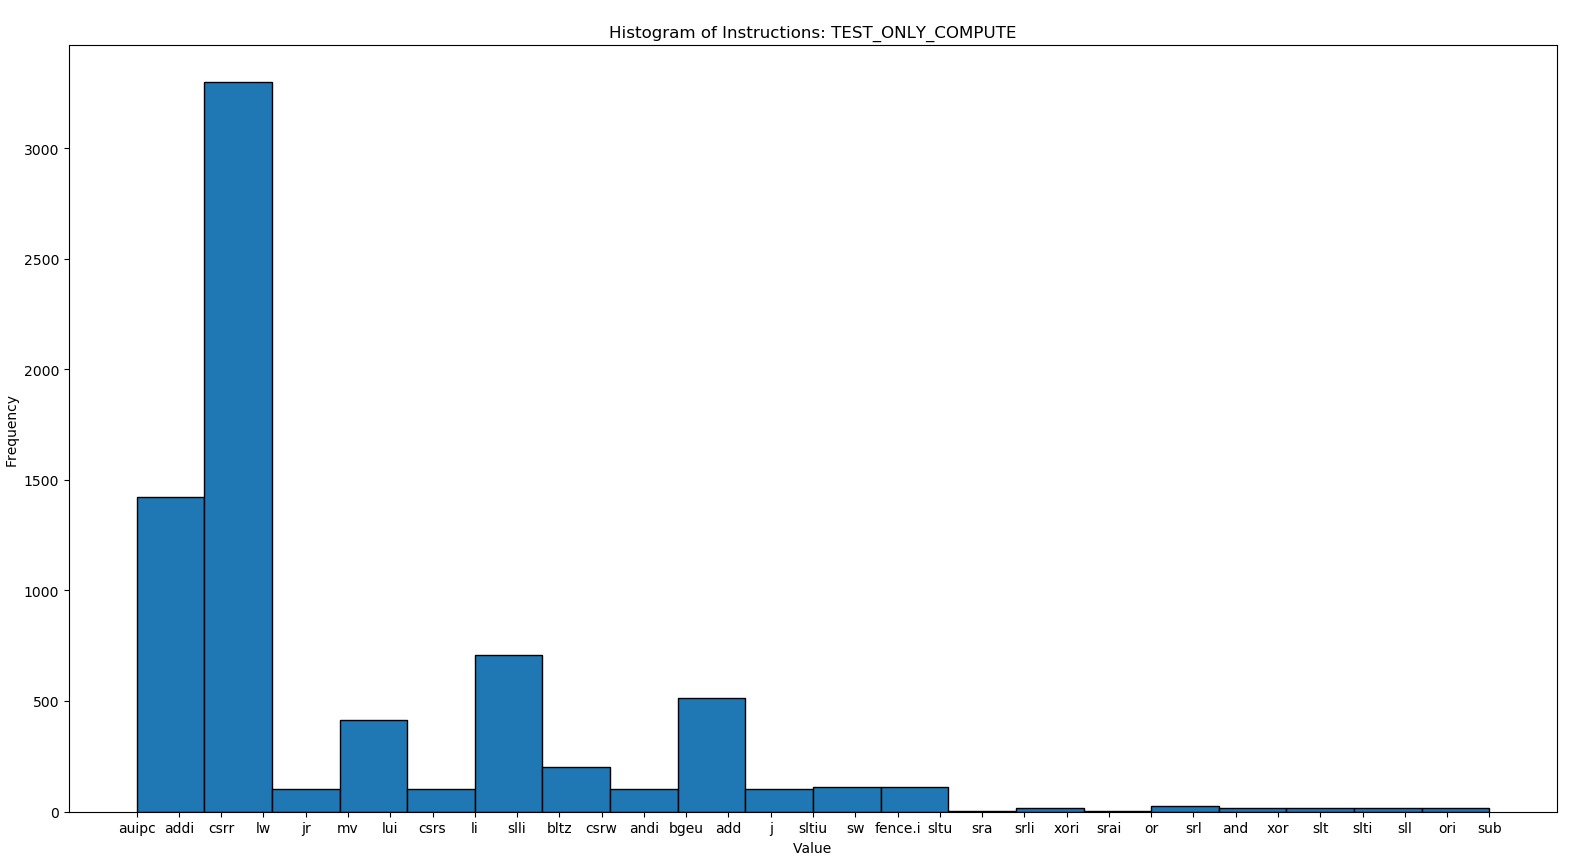 Histogram of Instructions: TEST_ONLY_COMPUTE
Frequency
3000
2500
2000
1500
1000
500
0
auipc addi csrr lw jr mv lui csrs li slli bltz csrw andi bgeu add j sltiu sw fence.i sltu sra srli xori srai or srl and xor slt slti sll ori sub
Value